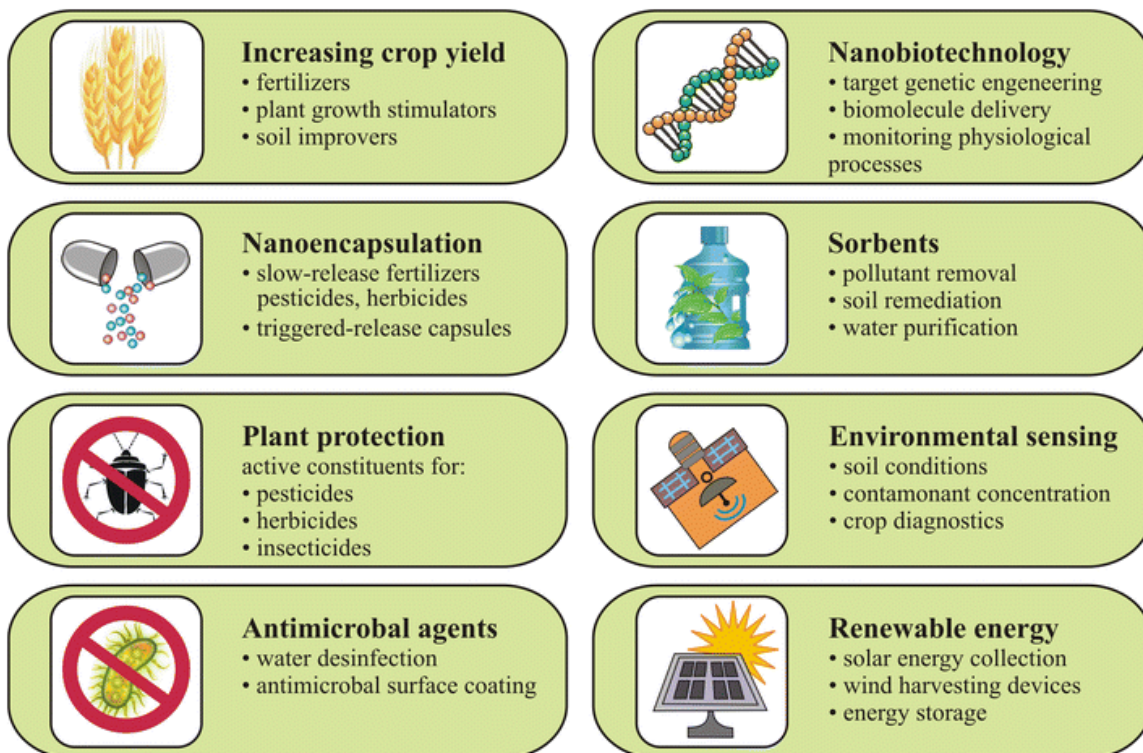 Increasing crop yield
• fertilizers
• plant growth stimulators
• soil improvers
Nanobiotechnology
• target genetic engeneering
• biomolecule delivery
• monitoring physiological
processes
Nanoencapsulation
• slow-release fertilizers
pesticides, herbicides
• triggered-release capsules
Sorbents
• pollutant removal
• soil remediation
• water purification
Plant protection
active constituents for:
• pesticides
• herbicides
• insecticides
Environmental sensing
• soil conditions
• contamonant concentration
• crop diagnostics
Antimicrobial agents
• water desinfection
• antimicrobial surface coating
Renewable energy
• solar energy collection
• wind harvesting devices
• energy storage